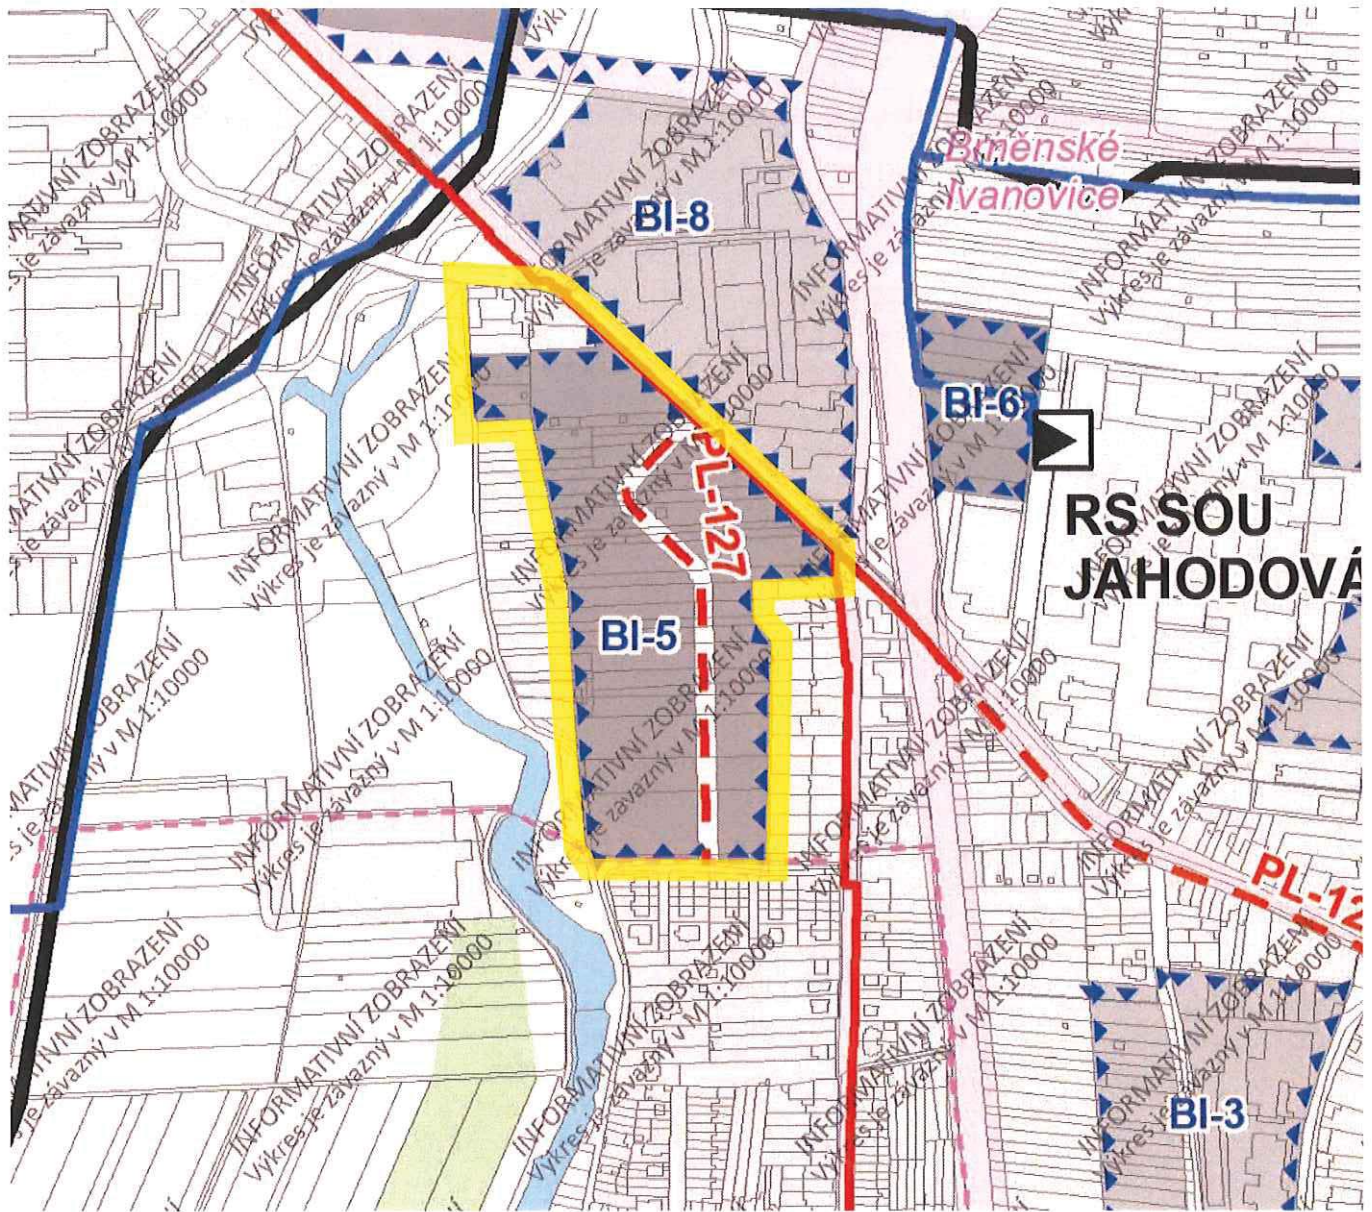 BI-8
Brněnské
Ivanovice
BI-6
PL-127
RS SOU
JAHODOVÁ
BI-5
PL-12
BI-3
INFORMATIVNÍ ZOBRAZENÍ
Výkres je závazný v M 1:10000